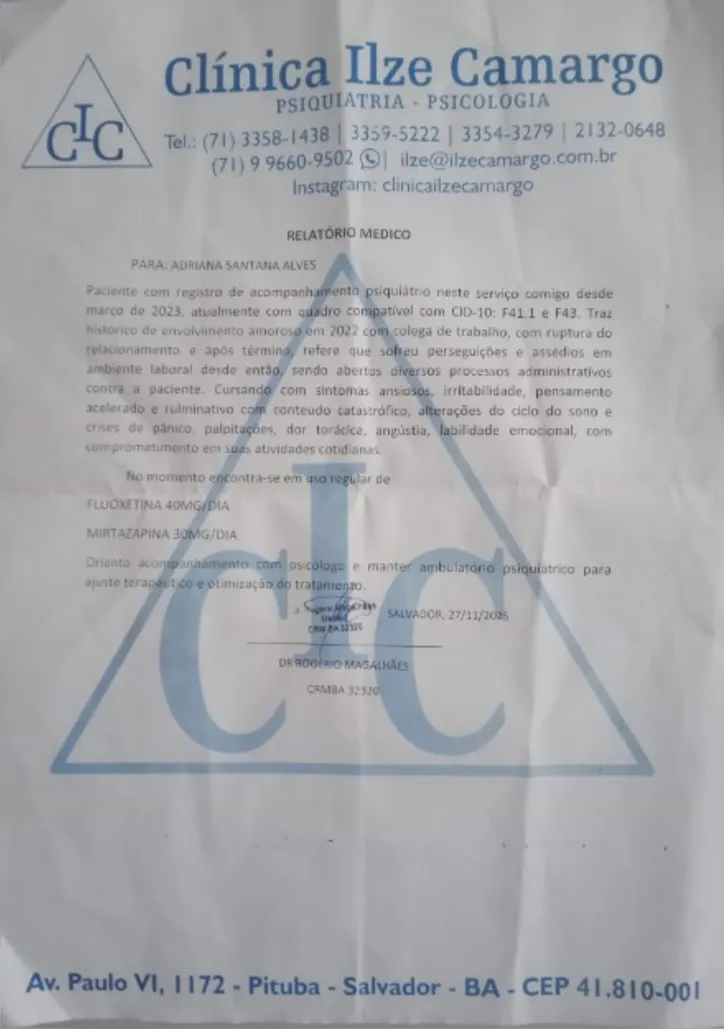 CIC
Clínica Ilze Camargo
PSIQUIATRIA - PSICOLOGIA
Tel.: (71) 3358-1438 | 3359-5222 | 3354-3279 | 2132-0648
(71) 9 9660-9502 | ilze@ilzecamargo.com.br
Instagram: clinicailzecamargo
RELATÓRIO MEDICO
PARA: ADRIANA SANTANA ALVES
Paciente com registro de acompanhamento psiquiátrio neste serviço comigo desde
março de 2023, atualmente com quadro compatível com CID-10: F41.1 e F43. Traz
histórico de envolvimento amoroso em 2022 com colega de trabalho, com ruptura do
relacionamento e após término, refere que sofreu perseguições e assédios em
ambiente laboral desde então, sendo abertos diversos processos administrativos
contra a paciente. Cursando com sintomas ansiosos, irritabilidade, pensamento
acelerado e rulminativo com conteudo catastrófico, alterações do ciclo do sono e
crises de pânico, palpitações, dor torácica, angústia, labilidade emocional, com
comprometimento em suas atividades cotidianas.
No momento encontra-se em uso regular de
FLUOXETINA 40MG/DIA
MIRTAZAPINA 30MG/DIA
Oriento acompanhamento com psicólogo e manter ambulatório psiquiatrico para
ajuste terapeutico e otimização do tratamento.
CRM-BA 32320
SALVADOR, 27/11/2025
DR ROGÉRIO MAGALHÃES
CRMBA 32320
CIC
Av. Paulo VI, 1172 - Pituba - Salvador - BA - CEP 41.810-001